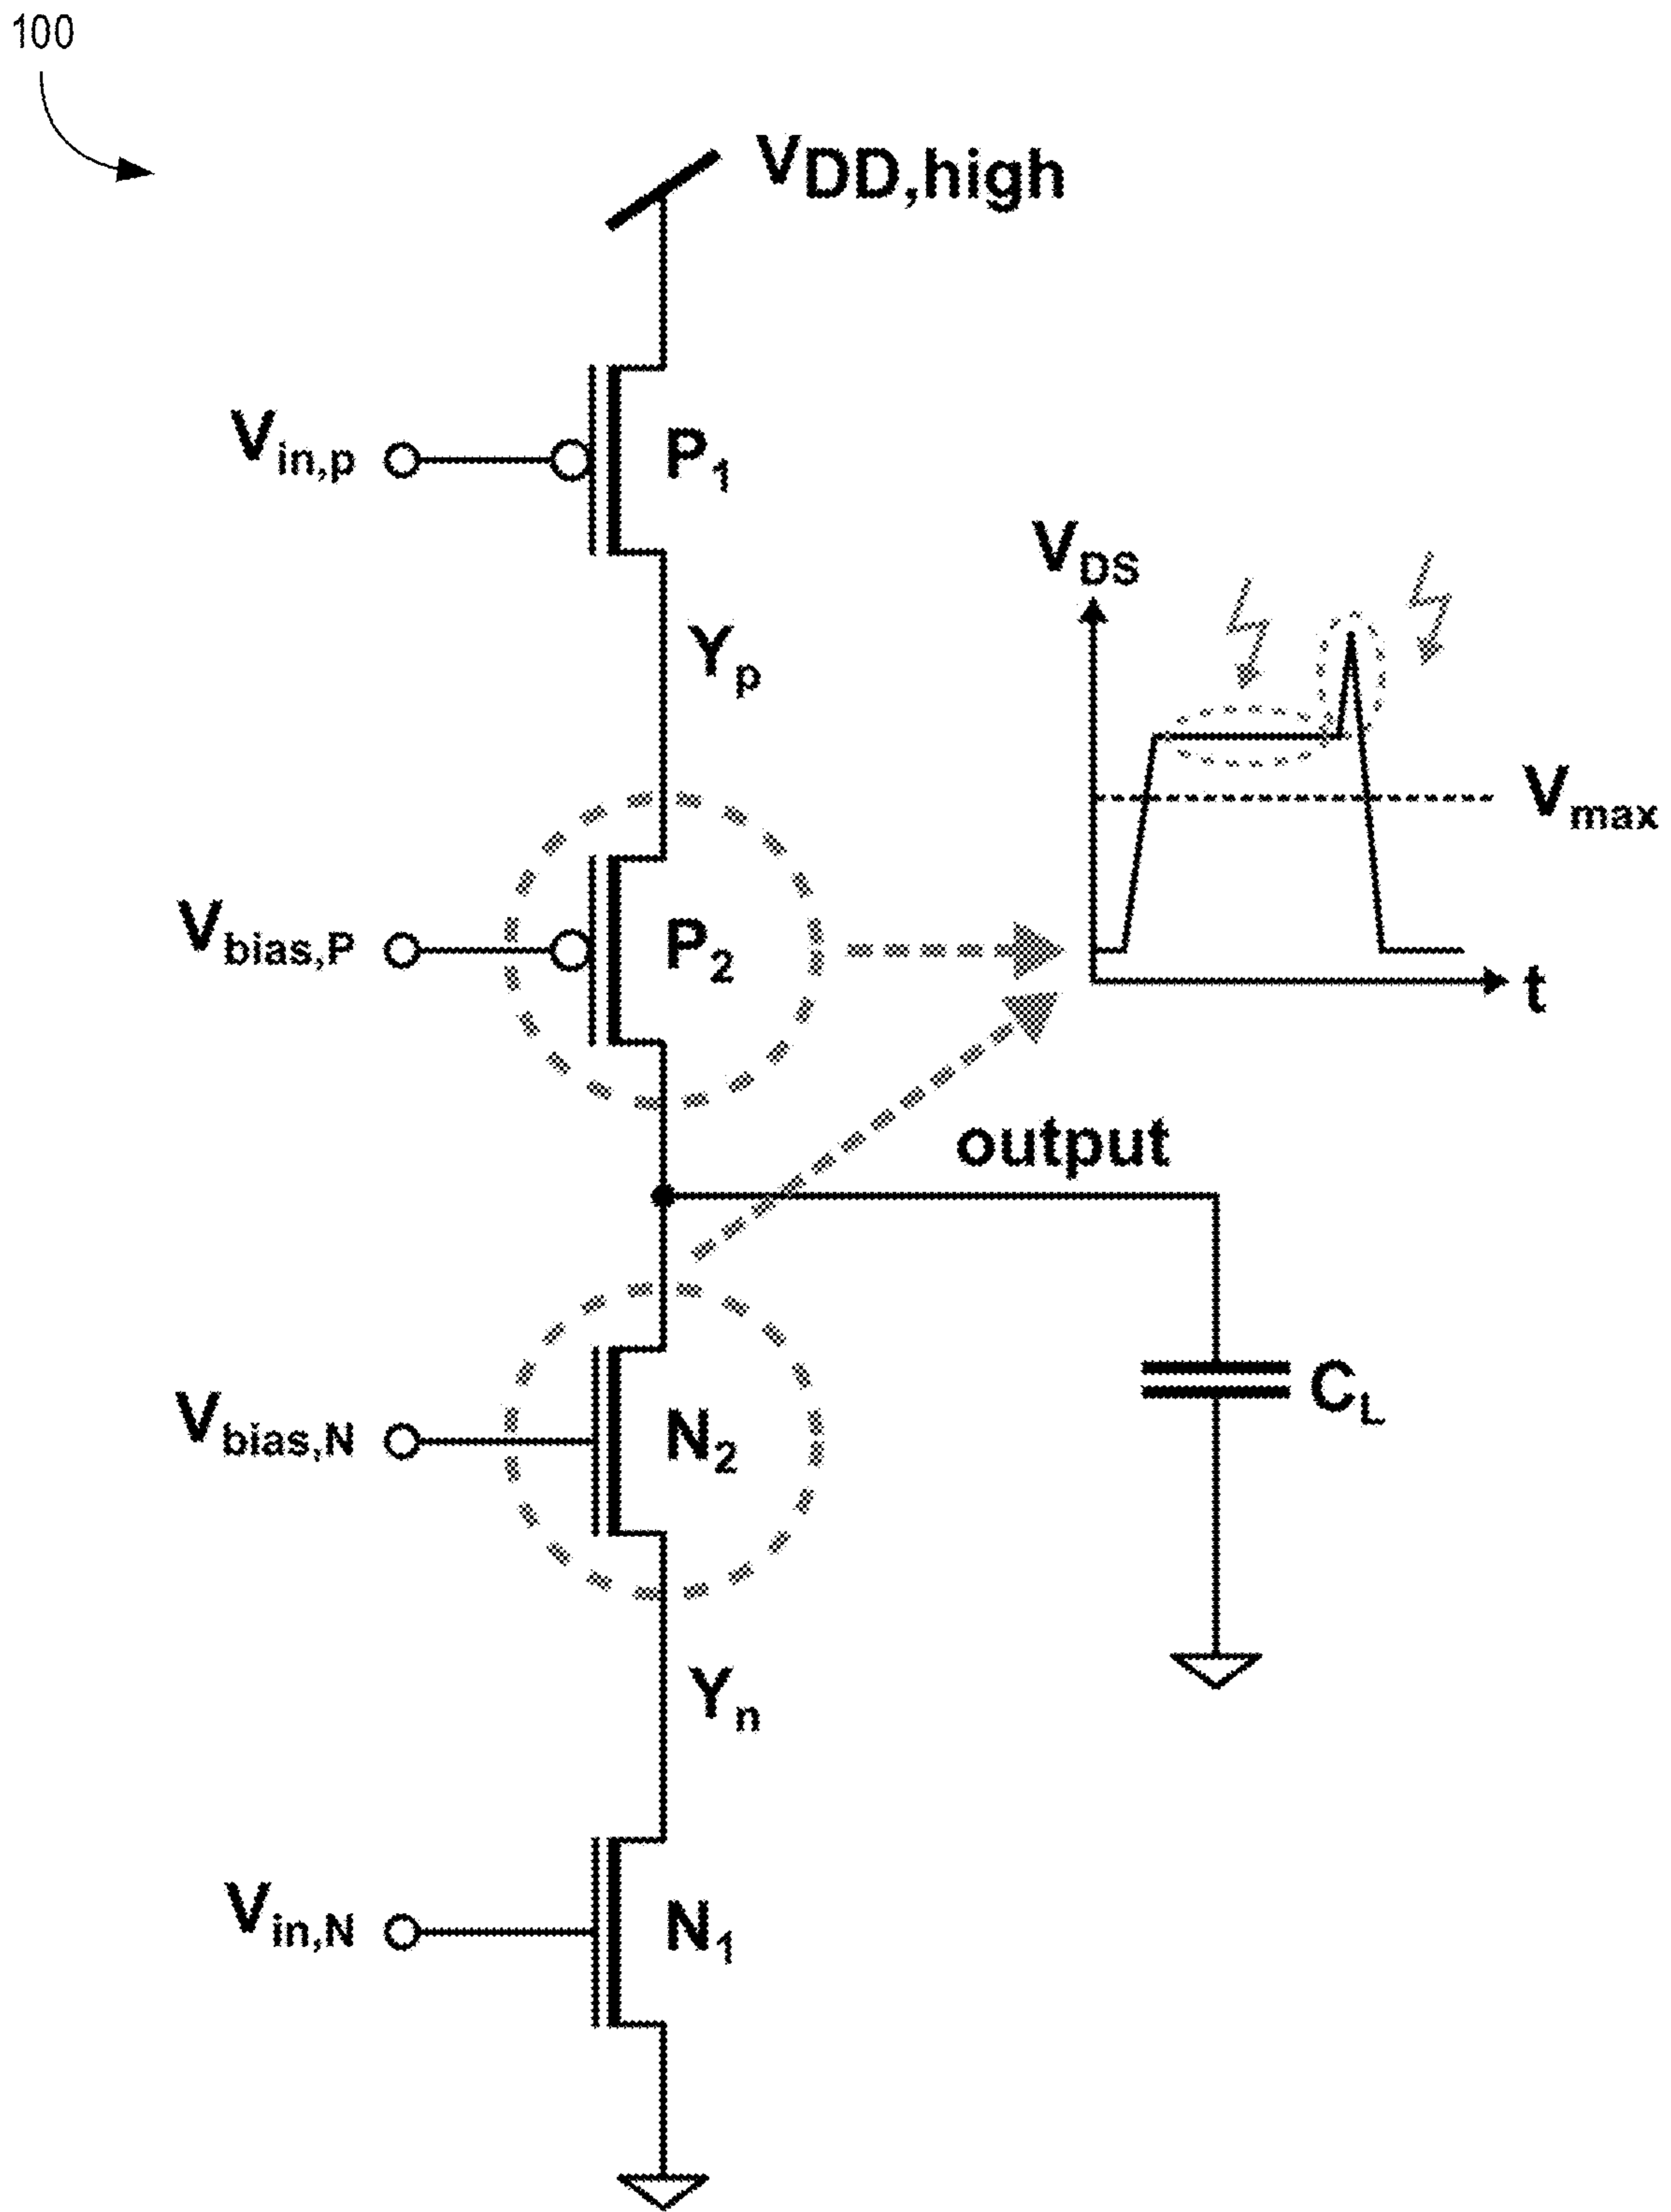 100
VDD,high
Vin,p
P1
Yp
VDS
Vmax
t
Vbias,P
P2
output
Vbias,N
N2
CL
Yn
Vin,N
N1